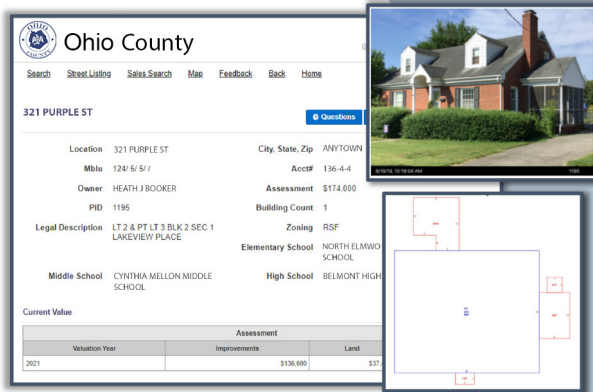 OHIO
COUNTY
Ohio County
Search Street Listing Sales Search Map Feedback Back Home
321 PURPLE ST
Questions
Location 321 PURPLE ST City, State, Zip ANYTOWN
Mblu 124/ 5/ 5/ / Acct# 136-4-4
Owner HEATH J BOOKER Assessment $174,000
PID 1195 Building Count 1
Legal Description LT 2 & PT LT 3 BLK 2 SEC 1 Zoning RSF
LAKEVIEW PLACE
Elementary School NORTH ELMWO
SCHOOL
Middle School CYNTHIA MELLON MIDDLE High School BELMONT HIGH
SCHOOL
Current Value
Assessment
Valuation Year Improvements Land
2021 $136,600 $37,
1195